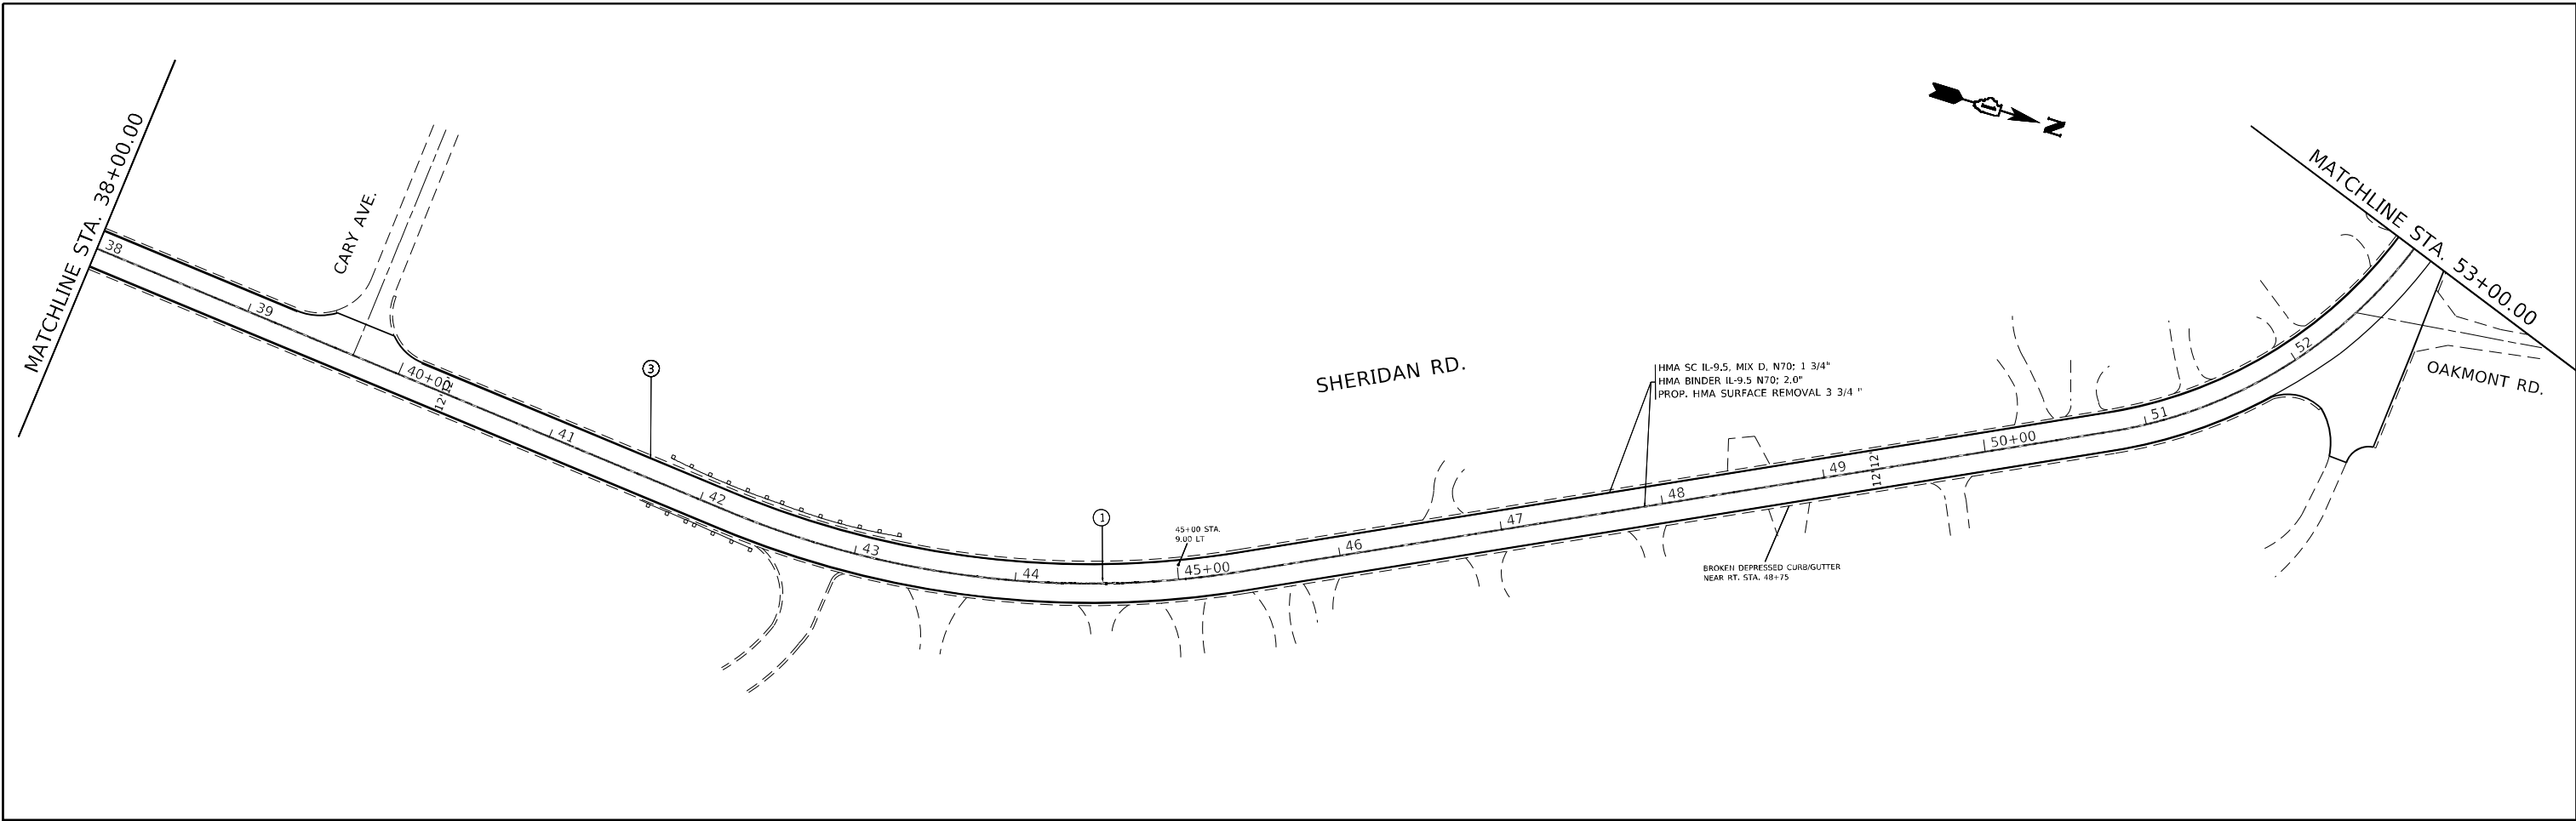 MATCHLINE STA. 38+00.00
38
CARY AVE.
39
40+00
12' 12'
41
3
42
43
44
1
45+00 STA.
9.00 LT
45+00
SHERIDAN RD.
46
47
HMA SC IL-9.5, MIX D, N70; 1 3/4"
HMA BINDER IL-9.5 N70; 2.0"
PROP. HMA SURFACE REMOVAL 3 3/4 "
48
BROKEN DEPRESSED CURB/GUTTER
NEAR RT. STA. 48+75
49
12' 12'
50+00
51
52
N
MATCHLINE STA. 53+00.00
OAKMONT RD.